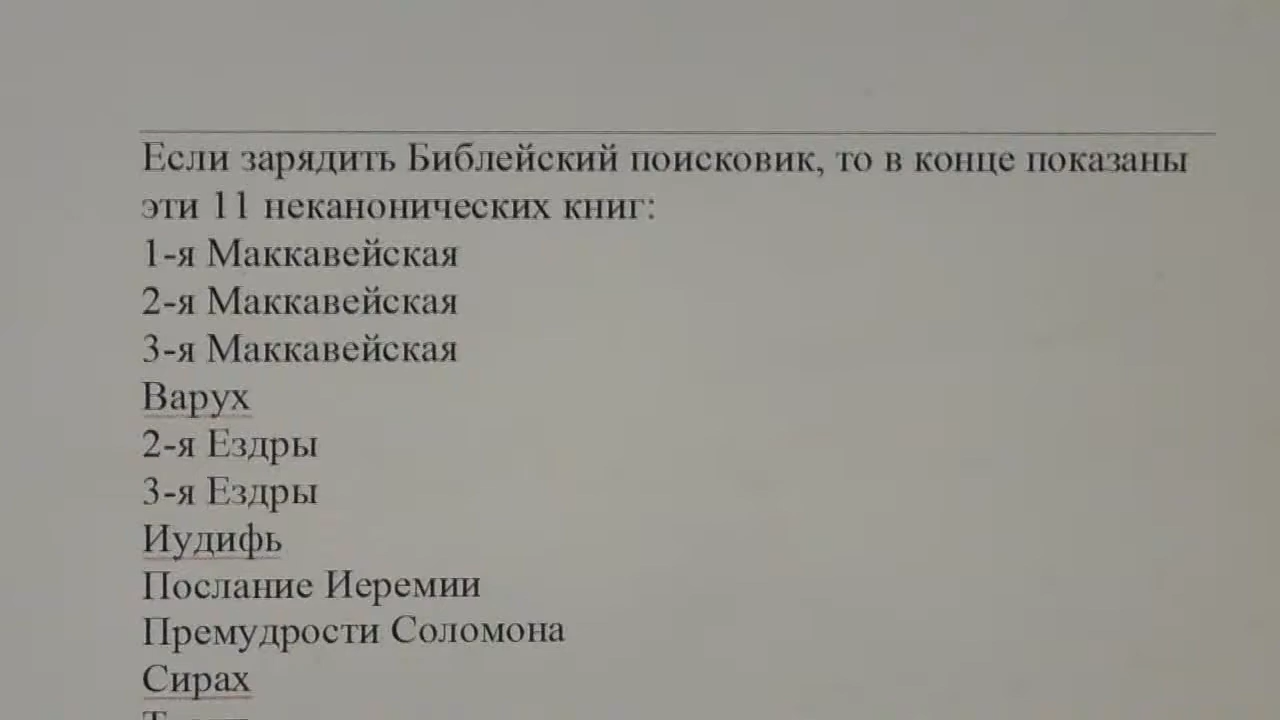 Если зарядить Библейский поисковик, то в конце показаны
эти 11 неканонических книг:
1-я Маккавейская
2-я Маккавейская
3-я Маккавейская
Варух
2-я Ездры
3-я Ездры
Иудифь
Послание Иеремии
Премудрости Соломона
Сирах